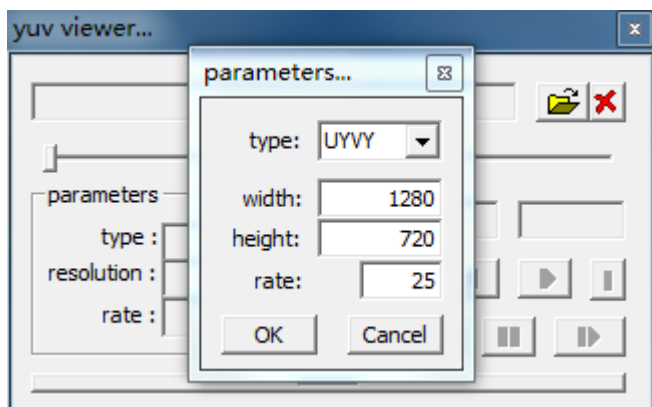 yuv viewer...
parameters...
type: UYVY
width: 1280
height: 720
rate: 25
OK Cancel
parameters
type :
resolution :
rate :